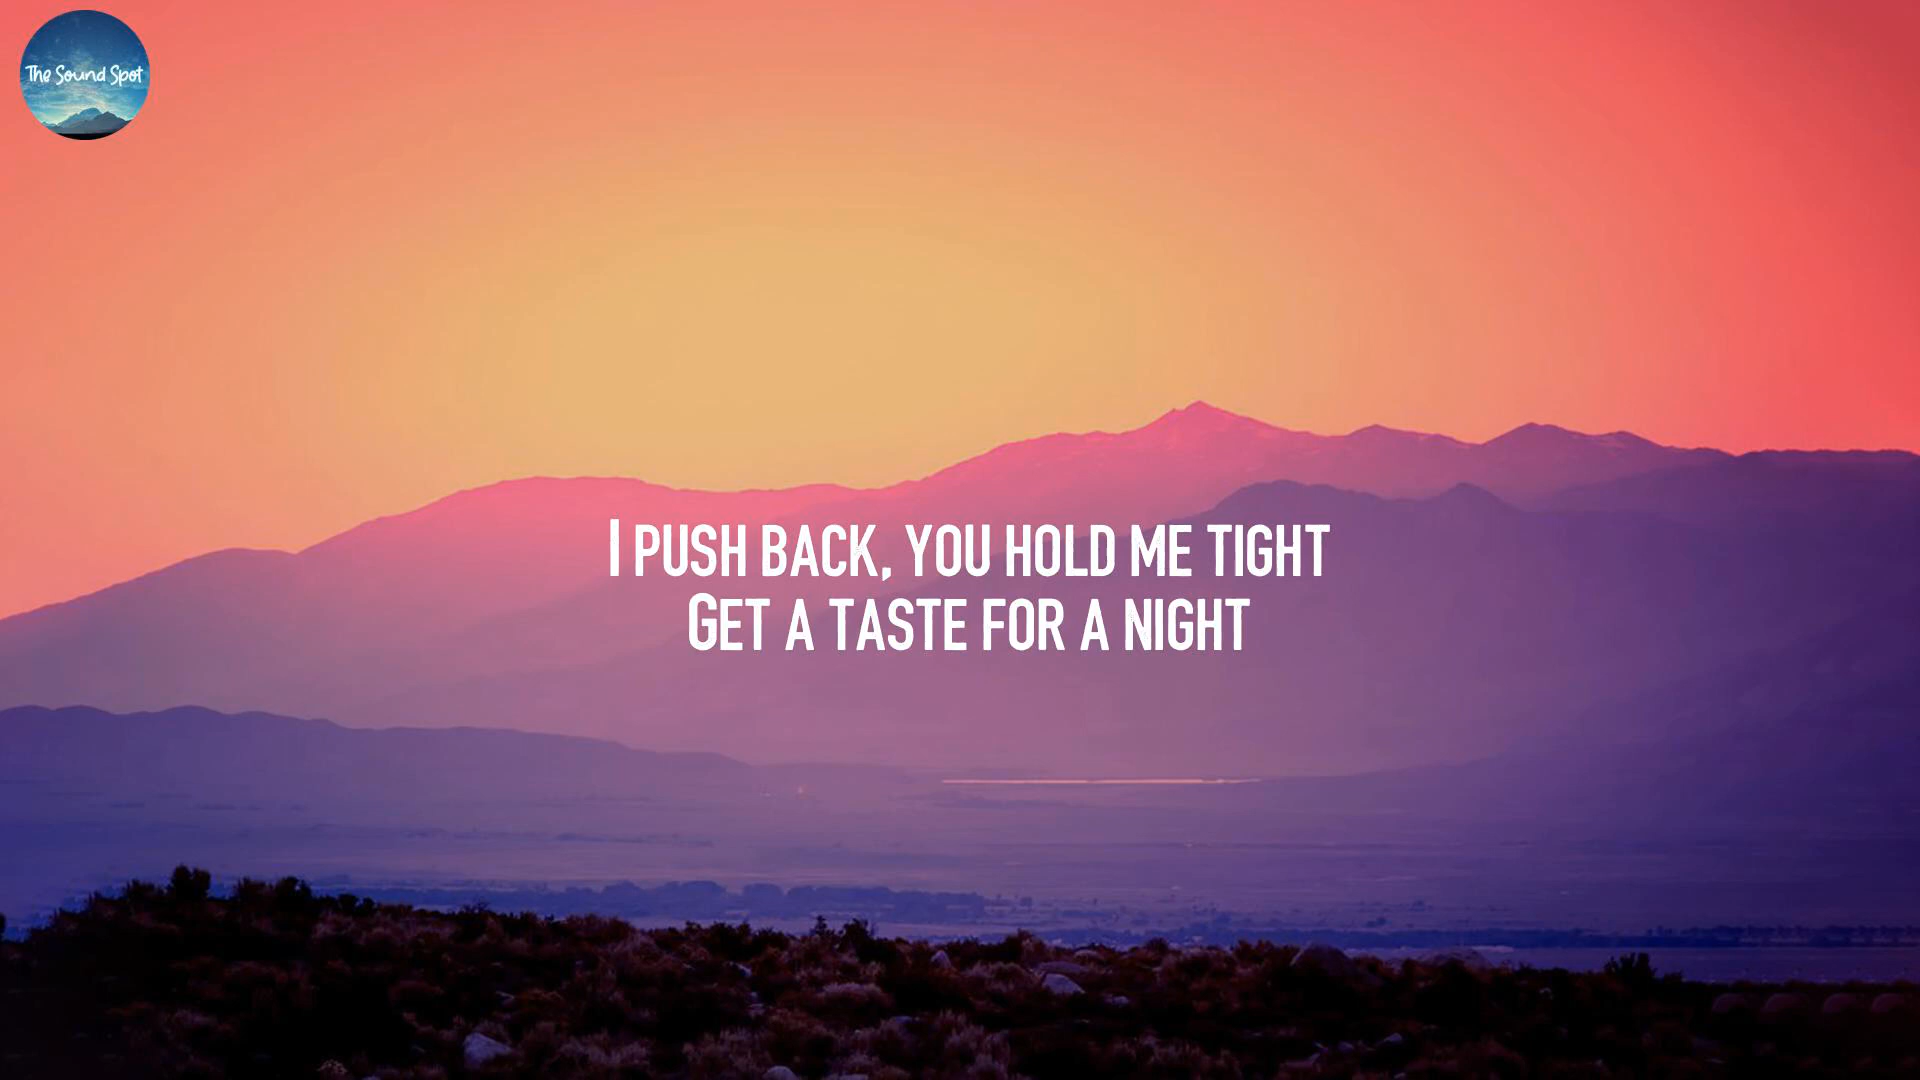 The Sound Spot
I PUSH BACK, YOU HOLD ME TIGHT
GET A TASTE FOR A NIGHT